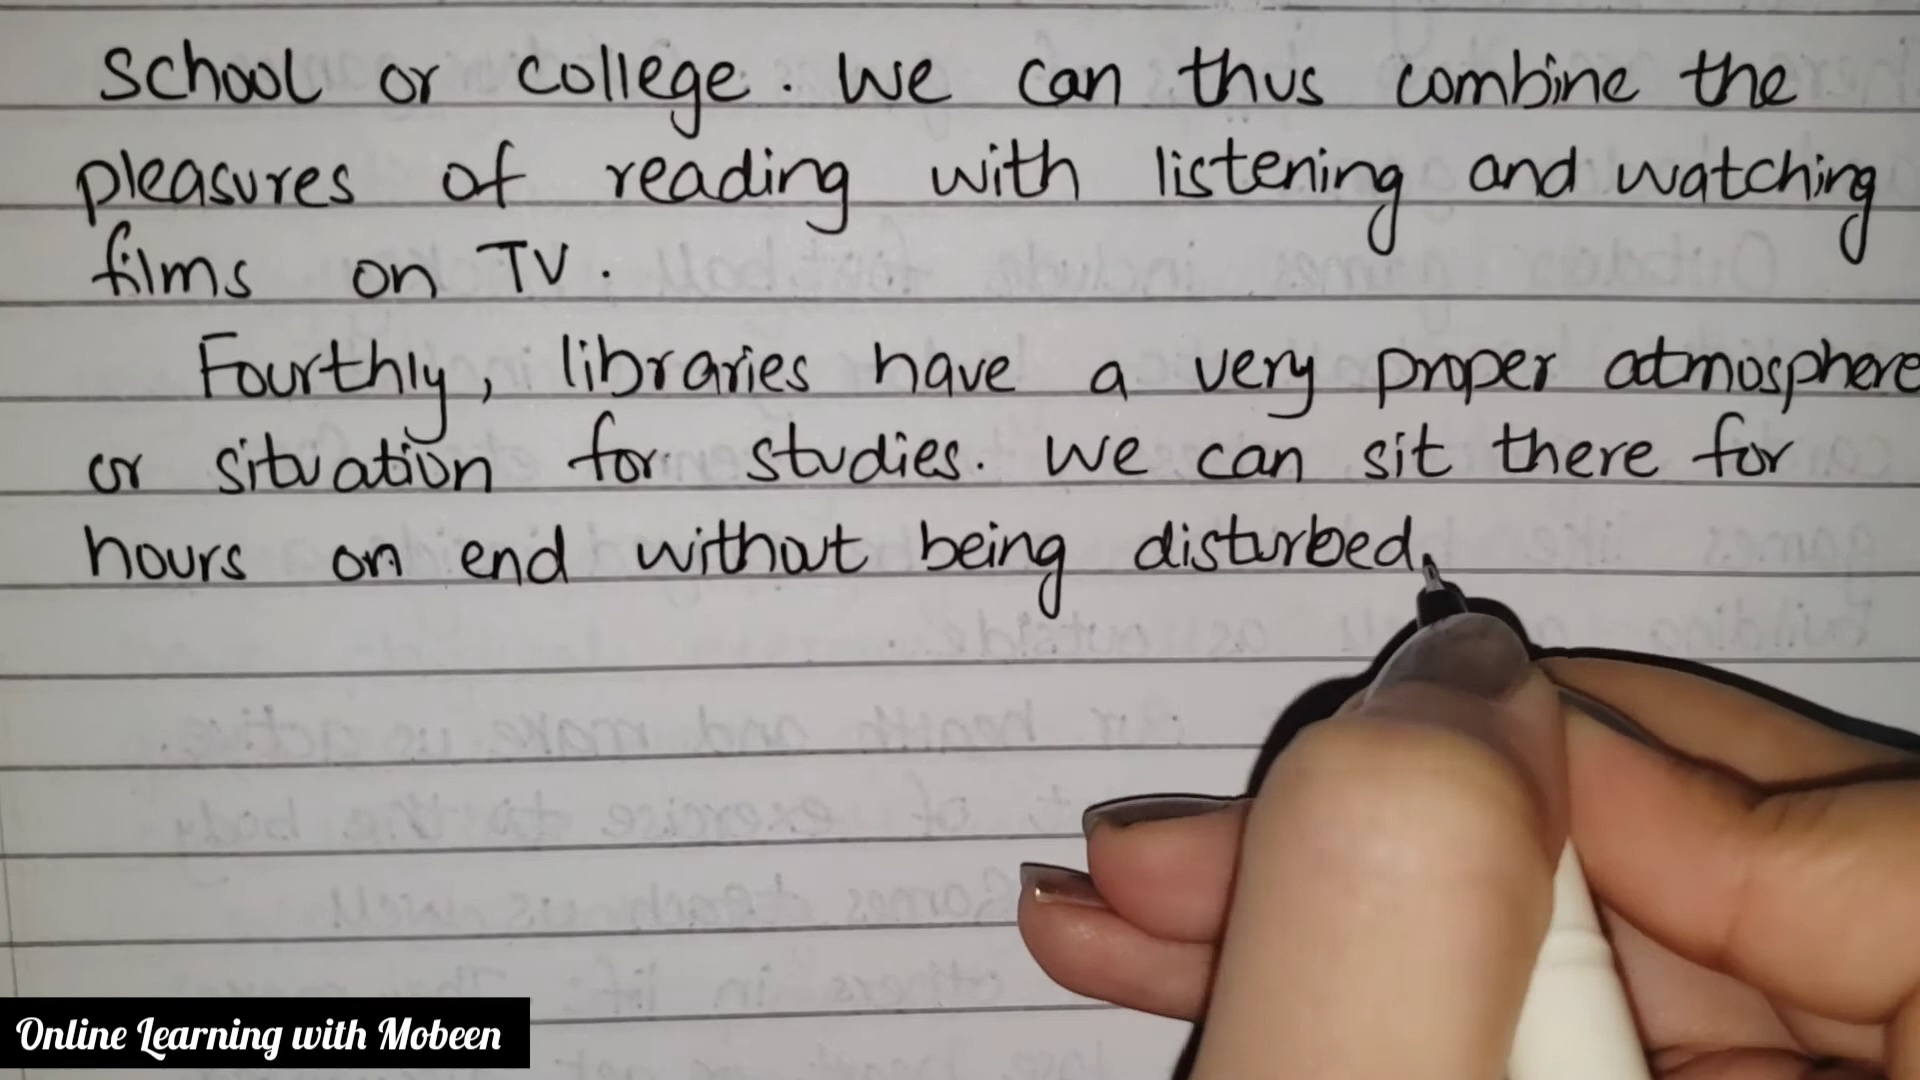 School or college. We can thus combine the
pleasures of reading with listening and watching
films on TV.
Fourthly, libraries have a very proper atmosphere
or situation for studies. We can sit there for
hours on end without being disturbed.
Online Learning with Mobeen